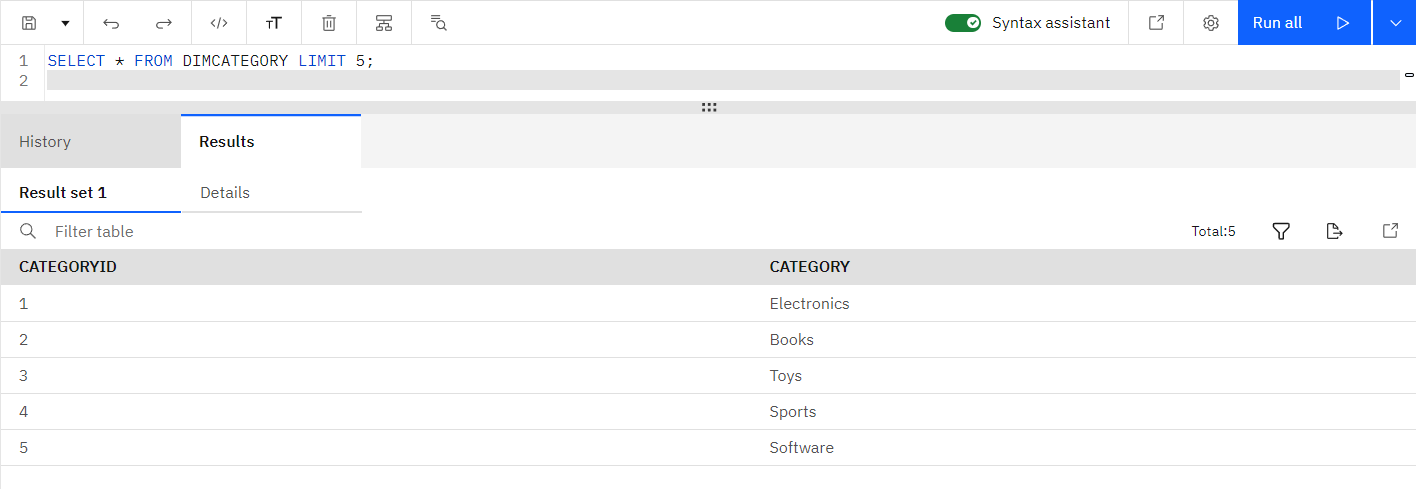 Syntax assistant Run all
1 SELECT * FROM DIMCATEGORY LIMIT 5;
2
History Results
Result set 1 Details
Filter table Total:5
CATEGORYID CATEGORY
1 Electronics
2 Books
3 Toys
4 Sports
5 Software